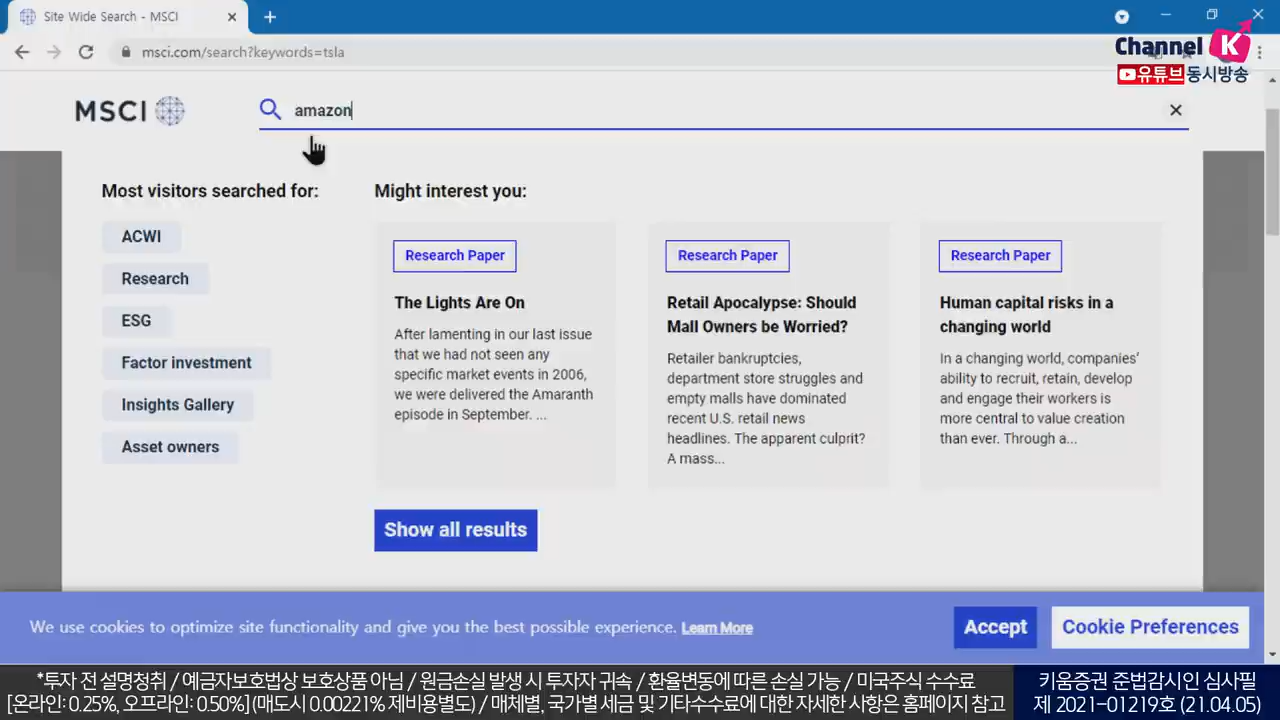 Site Wide Search - MSCI
msci.com/search?keywords=tsla
Channel K
유튜브동시방송
MSCI
amazon
Most visitors searched for:
ACWI
Research
ESG
Factor investment
Insights Gallery
Asset owners
Might interest you:
Research Paper
The Lights Are On
After lamenting in our last issue
that we had not seen any
specific market events in 2006,
we were delivered the Amaranth
episode in September. ...
Research Paper
Retail Apocalypse: Should
Mall Owners be Worried?
Retailer bankruptcies,
department store struggles and
empty malls have dominated
recent U.S. retail news
headlines. The apparent culprit?
A mass...
Research Paper
Human capital risks in a
changing world
In a changing world, companies'
ability to recruit, retain, develop
and engage their workers is
more central to value creation
than ever. Through a...
Show all results
We use cookies to optimize site functionality and give you the best possible experience. Learn More
Accept
Cookie Preferences
*투자 전 설명청취 / 예금자보호법상 보호상품 아님 / 원금손실 발생 시 투자자 귀속 / 환율변동에 따른 손실 가능 / 미국주식 수수료
[온라인: 0.25%, 오프라인: 0.50%] (매도시 0.00221% 제비용별도) / 매체별, 국가별 세금 및 기타수수료에 대한 자세한 사항은 홈페이지 참고
키움증권 준법감시인 심사필
제 2021-01219호 (21.04.05)